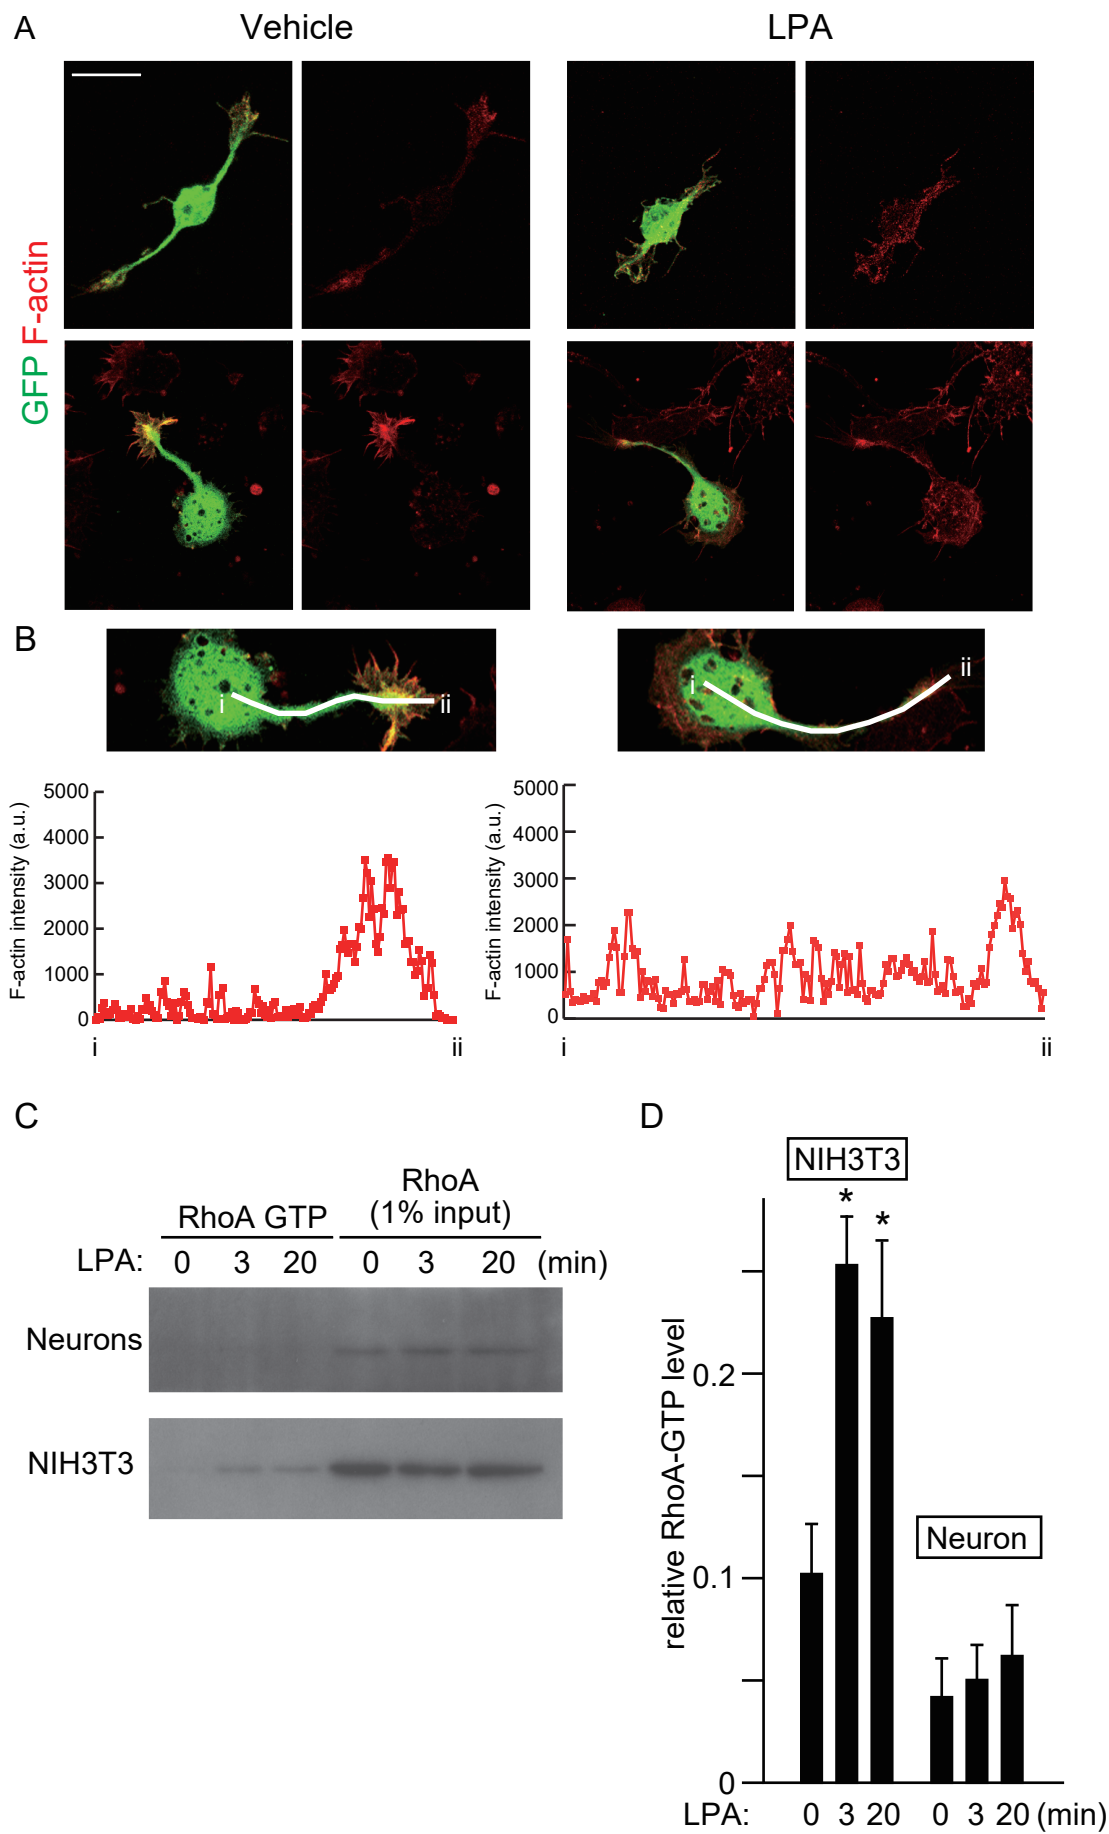 A
Vehicle
LPA
GFP F-actin
B
i
ii
i
ii
F-actin intensity (a.u.)
5000
4000
3000
2000
1000
0
i
ii
F-actin intensity (a.u.)
5000
4000
3000
2000
1000
0
i
ii
C
RhoA GTP
RhoA
(1% input)
LPA: 0 3 20 0 3 20 (min)
Neurons
NIH3T3
D
NIH3T3
* *
Neuron
relative RhoA-GTP level
0.2
0.1
0
LPA: 0 3 20 0 3 20 (min)